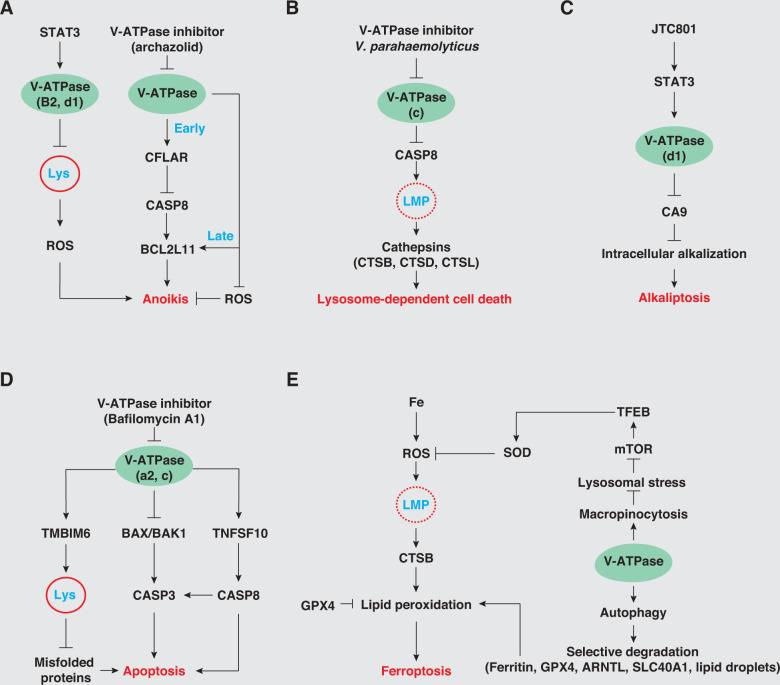 A
STAT3
V-ATPase
(B2, d1)
Lys
ROS
V-ATPase inhibitor
(archazolid)
V-ATPase
Early
CFLAR
CASP8
Late
BCL2L11
Anoikis
ROS
B
V-ATPase inhibitor
V. parahaemolyticus
V-ATPase
(c)
CASP8
LMP
Cathepsins
(CTSB, CTSD, CTSL)
Lysosome-dependent cell death
C
JTC801
STAT3
V-ATPase
(d1)
CA9
Intracellular alkalization
Alkaliptosis
D
V-ATPase inhibitor
(Bafilomycin A1)
V-ATPase
(a2, c)
TMBIM6
BAX/BAK1
TNFSF10
Lys
CASP3
CASP8
Misfolded
proteins
Apoptosis
E
Fe
TFEB
ROS
SOD
mTOR
Lysosomal stress
LMP
Macropinocytosis
CTSB
V-ATPase
GPX4
Lipid peroxidation
Autophagy
Selective degradation
(Ferritin, GPX4, ARNTL, SLC40A1, lipid droplets)
Ferroptosis